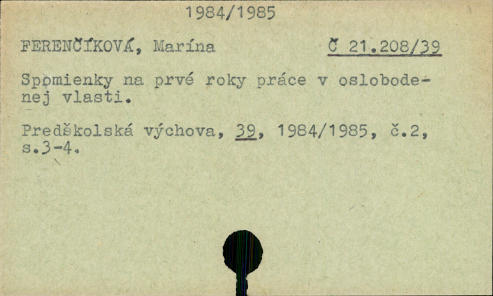 1984/1985
FERENČÍKOVÁ, Marína
Č 21.208/39
Spomienky na prvé roky práce v oslobode-
nej vlasti.
Predškolská výchova, 39, 1984/1985, č.2,
s.3-4.